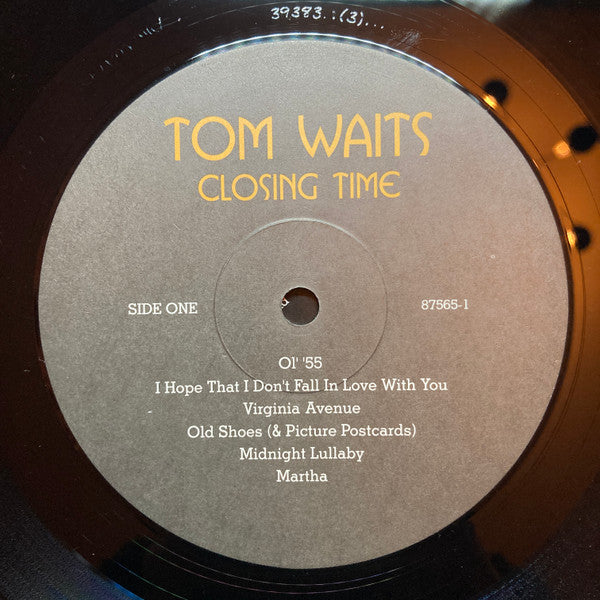 39383.:(3)...
TOM WAITS
CLOSING TIME
SIDE ONE
87565-1
Ol' '55
I Hope That I Don't Fall In Love With You
Virginia Avenue
Old Shoes (& Picture Postcards)
Midnight Lullaby
Martha